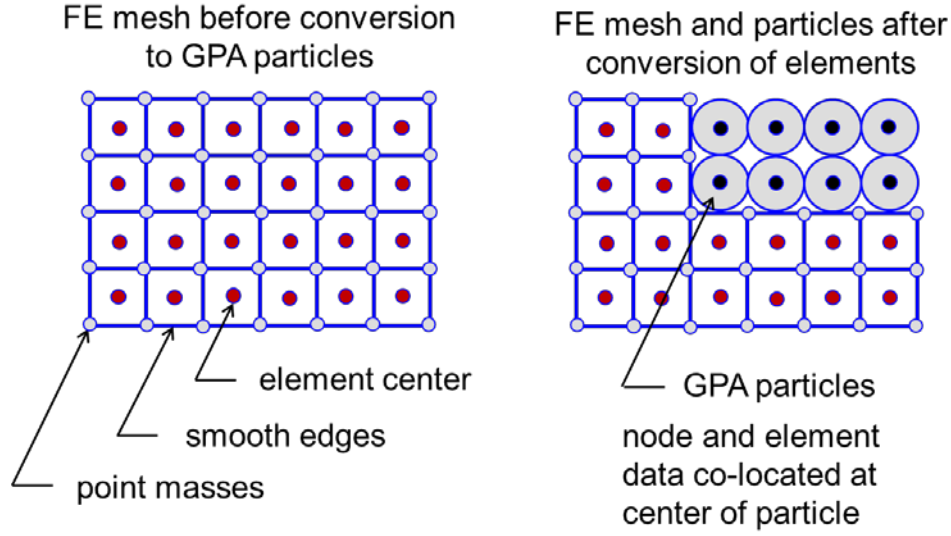 FE mesh before conversion
to GPA particles
element center
smooth edges
point masses
FE mesh and particles after
conversion of elements
GPA particles
node and element
data co-located at
center of particle